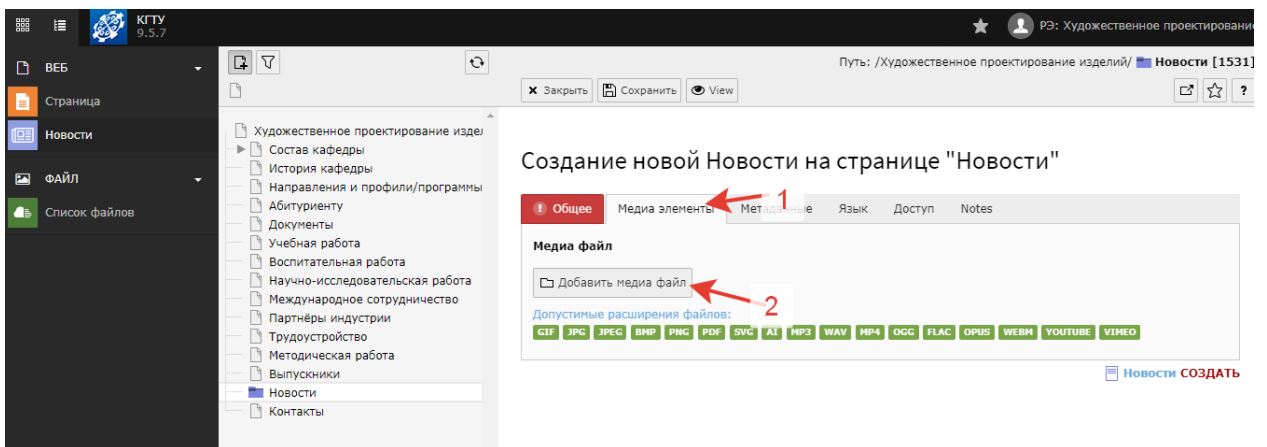 КГТУ
9.5.7
РЭ: Художественное проектирование
ВЕБ
Страница
Новости
ФАЙЛ
Список файлов
Художественное проектирование изде
Состав кафедры
История кафедры
Направления и профили/программы
Абитуриенту
Документы
Учебная работа
Воспитательная работа
Научно-исследовательская работа
Международное сотрудничество
Партнёры индустрии
Трудоустройство
Методическая работа
Выпускники
Новости
Контакты
Путь: /Художественное проектирование изделий/ Новости [1531]
Закрыть Сохранить View ?
Создание новой Новости на странице "Новости"
Общее Медиа элементы Метаданные Язык Доступ Notes
1
Медиа файл
Добавить медиа файл
2
Допустимые расширения файлов:
GIF JPG JPEG BMP PNG PDF SVG AI MP3 WAV MP4 OGG FLAC OPUS WEBM YOUTUBE VIMEO
Новости СОЗДАТЬ